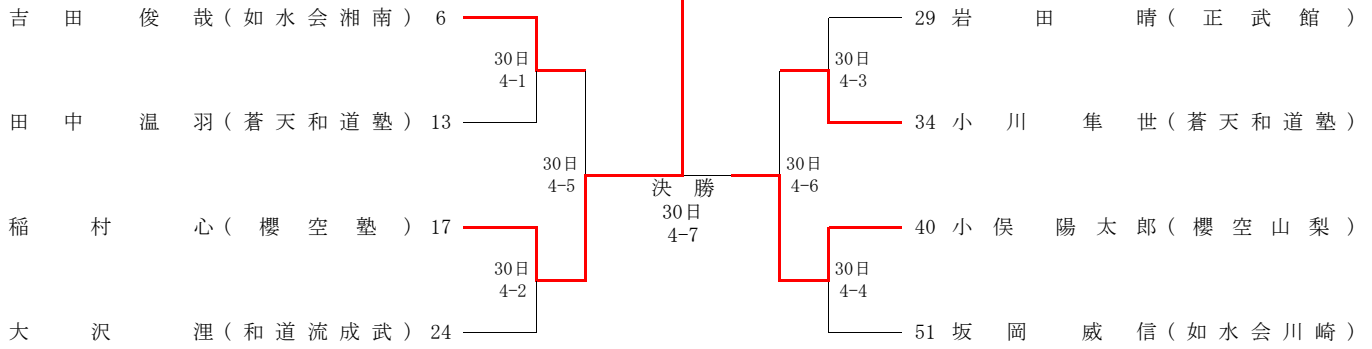 吉田 俊哉(如水会湘南) 6
30日
4-1
田中 温羽(蒼天和道塾) 13
30日
4-5
稲村 心(櫻空塾) 17
30日
4-2
大沢 浬(和道流成武) 24
決勝
30日
4-7
29 岩田 晴(正武館)
30日
4-3
34 小川 隼世(蒼天和道塾)
30日
4-6
40 小俣 陽太郎(櫻空山梨)
30日
4-4
51 坂岡 威信(如水会川崎)